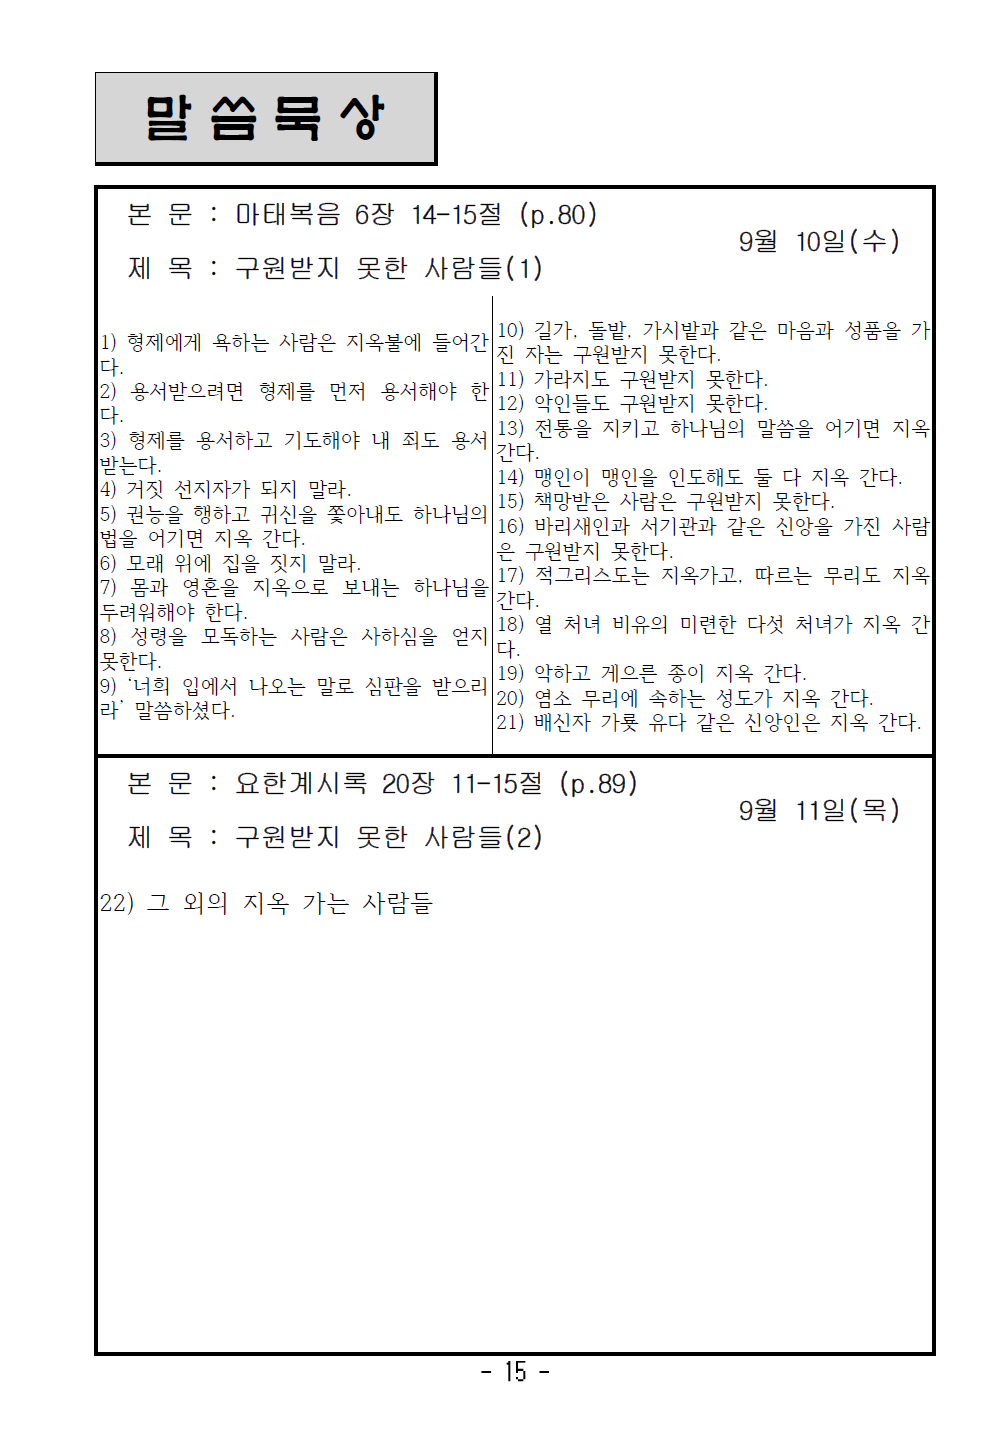 말씀묵상
본 문 : 마태복음 6장 14-15절 (p.80)
9월 10일(수)
제 목 : 구원받지 못한 사람들(1)
1) 형제에게 욕하는 사람은 지옥불에 들어간
다.
2) 용서받으려면 형제를 먼저 용서해야 한
다.
3) 형제를 용서하고 기도해야 내 죄도 용서
받는다.
4) 거짓 선지자가 되지 말라.
5) 권능을 행하고 귀신을 쫓아내도 하나님의
법을 어기면 지옥 간다.
6) 모래 위에 집을 짓지 말라.
7) 몸과 영혼을 지옥으로 보내는 하나님을
두려워해야 한다.
8) 성령을 모독하는 사람은 사하심을 얻지
못한다.
9) ‘너희 입에서 나오는 말로 심판을 받으리
라’ 말씀하셨다.
10) 길가, 돌밭, 가시밭과 같은 마음과 성품을 가
진 자는 구원받지 못한다.
11) 가라지도 구원받지 못한다.
12) 악인들도 구원받지 못한다.
13) 전통을 지키고 하나님의 말씀을 어기면 지옥
간다.
14) 맹인이 맹인을 인도해도 둘 다 지옥 간다.
15) 책망받은 사람은 구원받지 못한다.
16) 바리새인과 서기관과 같은 신앙을 가진 사람
은 구원받지 못한다.
17) 적그리스도는 지옥가고, 따르는 무리도 지옥
간다.
18) 열 처녀 비유의 미련한 다섯 처녀가 지옥 간
다.
19) 악하고 게으른 종이 지옥 간다.
20) 염소 무리에 속하는 성도가 지옥 간다.
21) 배신자 가룟 유다 같은 신앙인은 지옥 간다.
본 문 : 요한계시록 20장 11-15절 (p.89)
9월 11일(목)
제 목 : 구원받지 못한 사람들(2)
22) 그 외의 지옥 가는 사람들
- 15 -